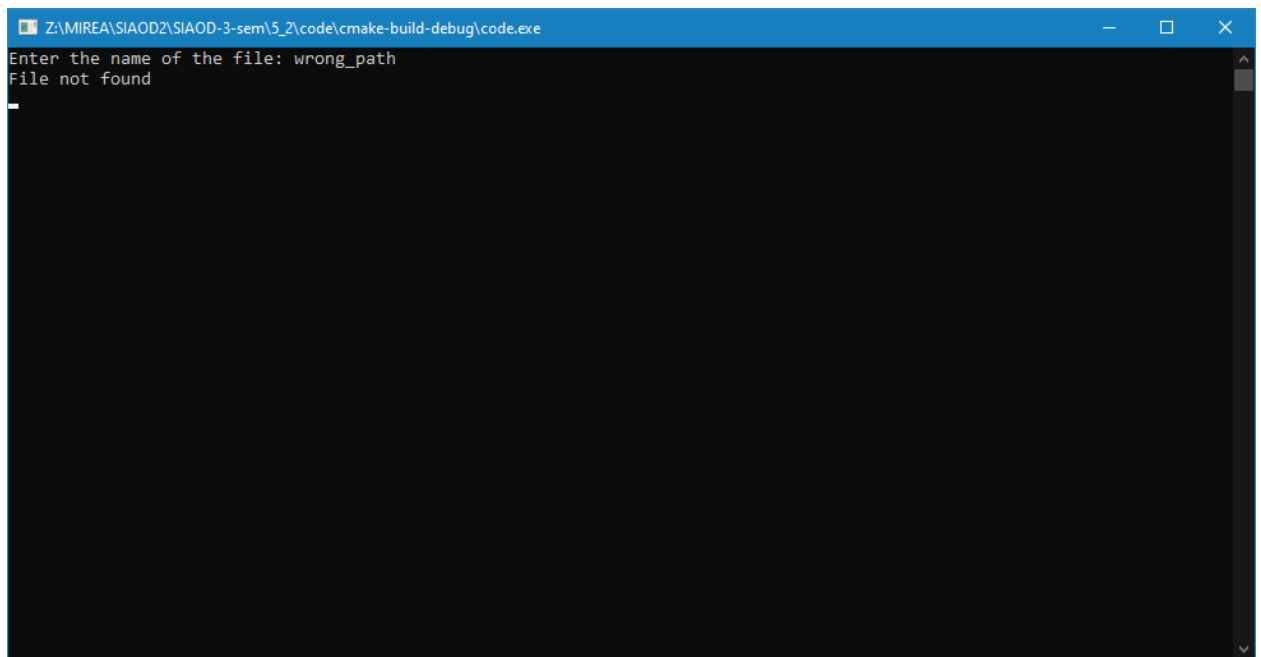 Z:\MIREA\SIAOD2\SIAOD-3-sem\5_2\code\cmake-build-debug\code.exe
Enter the name of the file: wrong_path
File not found